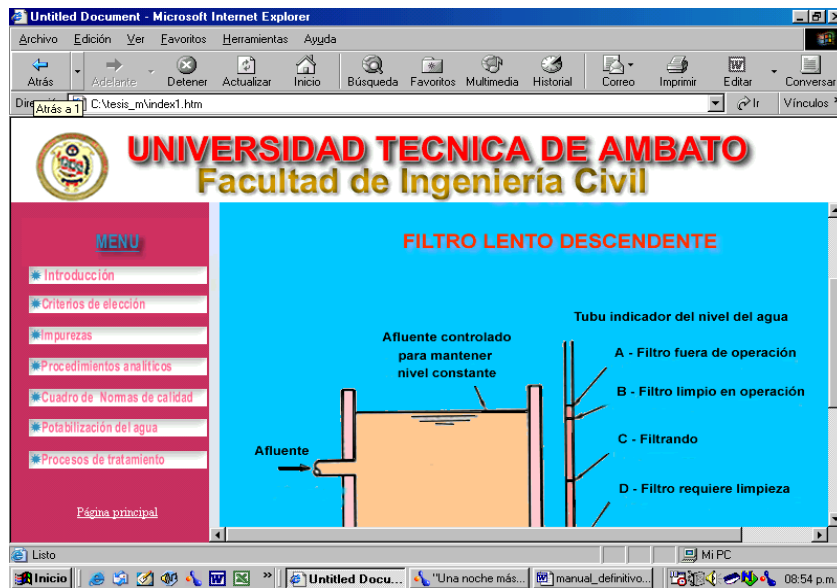 Untitled Document - Microsoft Internet Explorer
Archivo Edición Ver Favoritos Herramientas Ayuda
Atrás Adelante Detener Actualizar Inicio Búsqueda Favoritos Multimedia Historial Correo Imprimir Editar Conversar
Atrás a 1 C:\tesis_m\index1.htm Ir Vínculos
UNIVERSIDAD TECNICA DE AMBATO
Facultad de Ingeniería Civil
MENU
Introducción
Criterios de elección
Impurezas
Procedimientos analiticos
Cuadro de Normas de calidad
Potabilización del agua
Procesos de tratamiento
Página principal
FILTRO LENTO DESCENDENTE
Tubu indicador del nivel del agua
Afluente controlado
para mantener
nivel constante
A - Filtro fuera de operación
B - Filtro limpio en operación
C - Filtrando
D - Filtro requiere limpieza
Afluente
Listo Mi PC
Inicio » Untitled Docu... "Una noche más... manual_definitivo... 08:54 pm